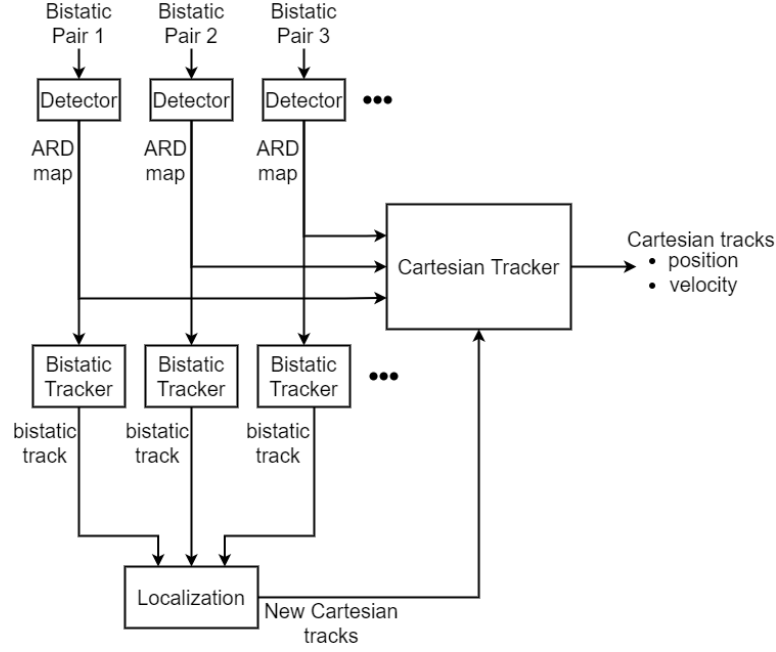 Bistatic
Pair 1
Bistatic
Pair 2
Bistatic
Pair 3
Detector
Detector
Detector
•••
ARD
map
ARD
map
ARD
map
Cartesian Tracker
Cartesian tracks
• position
• velocity
Bistatic
Tracker
Bistatic
Tracker
Bistatic
Tracker
•••
bistatic
track
bistatic
track
bistatic
track
Localization
New Cartesian
tracks